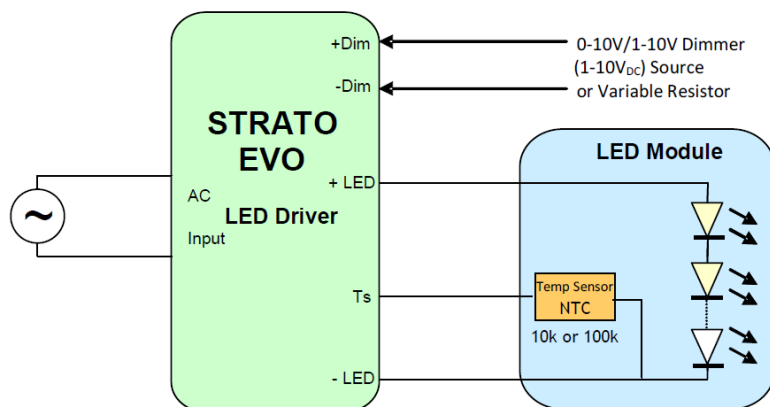 +Dim
-Dim
0-10V/1-10V Dimmer
(1-10VDC) Source
or Variable Resistor
STRATO
EVO
LED Driver
AC
Input
+ LED
Ts
- LED
LED Module
Temp Sensor
NTC
10k or 100k
~